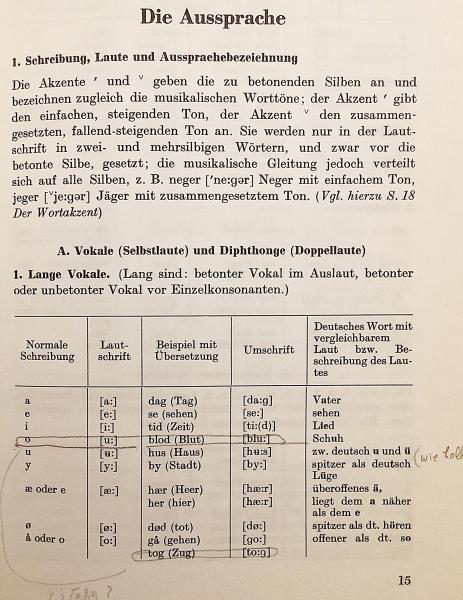 Die Aussprache
1. Schreibung, Laute und Aussprachebezeichnung
Die Akzente ′ und ˅ geben die zu betonenden Silben an und
bezeichnen zugleich die musikalischen Worttöne; der Akzent ′ gibt
den einfachen, steigenden Ton, der Akzent ˅ den zusammen-
gesetzten, fallend-steigenden Ton an. Sie werden nur in der Laut-
schrift in zwei- und mehrsilbigen Wörtern, und zwar vor die
betonte Silbe, gesetzt; die musikalische Gleitung jedoch verteilt
sich auf alle Silben, z. B. neger [′ne:gər] Neger mit einfachem Ton,
jeger [˅je:gər] Jäger mit zusammengesetztem Ton. (Vgl. hierzu S. 18
Der Wortakzent)
A. Vokale (Selbstlaute) und Diphthonge (Doppellaute)
1. Lange Vokale. (Lang sind: betonter Vokal im Auslaut, betonter
oder unbetonter Vokal vor Einzelkonsonanten.)
Normale Schreibung | Laut-schrift | Beispiel mit Übersetzung | Umschrift | Deutsches Wort mit vergleichbarem Laut bzw. Be-schreibung des Lau-tes
a [a:] dag (Tag) [da:g] Vater
e [e:] se (sehen) [se:] sehen
i [i:] tid (Zeit) [ti:(d)] Lied
o [u:] blod (Blut) [blu:] Schuh
u [ʉ:] hus (Haus) [hʉ:s] zw. deutsch u und ü
y [y:] by (Stadt) [by:] spitzer als deutsch
Lüge
æ oder e [æ:] hær (Heer) [hæ:r] überoffenes ä,
her (hier) [hæ:r] liegt dem a näher
als dem e
ø [ø:] død (tot) [dø:] spitzer als dt. hören
å oder o [o:] gå (gehen) [go:] offener als dt. so
tog (Zug) [to:g]
15